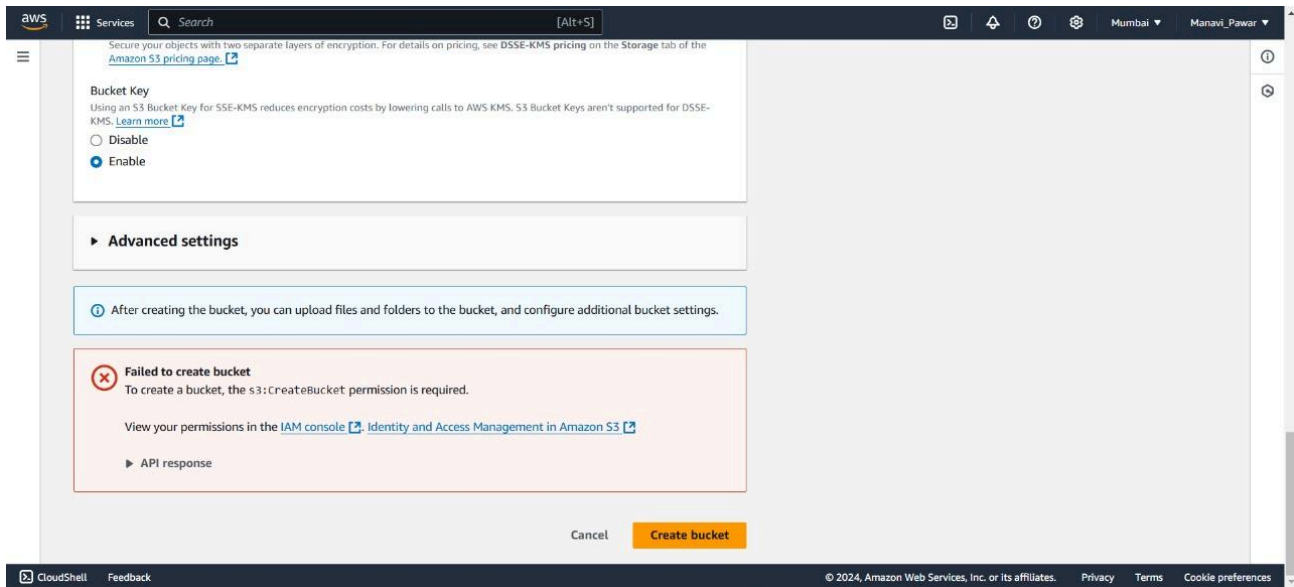 aws
Services
Search
[Alt+S]
Mumbai
Manavi_Pawar
Secure your objects with two separate layers of encryption. For details on pricing, see DSSE-KMS pricing on the Storage tab of the
Amazon S3 pricing page.
Bucket Key
Using an S3 Bucket Key for SSE-KMS reduces encryption costs by lowering calls to AWS KMS. S3 Bucket Keys aren't supported for DSSE-
KMS. Learn more
Disable
Enable
Advanced settings
After creating the bucket, you can upload files and folders to the bucket, and configure additional bucket settings.
Failed to create bucket
To create a bucket, the s3:CreateBucket permission is required.
View your permissions in the IAM console. Identity and Access Management in Amazon S3
API response
Cancel
Create bucket
CloudShell
Feedback
© 2024, Amazon Web Services, Inc. or its affiliates.
Privacy
Terms
Cookie preferences